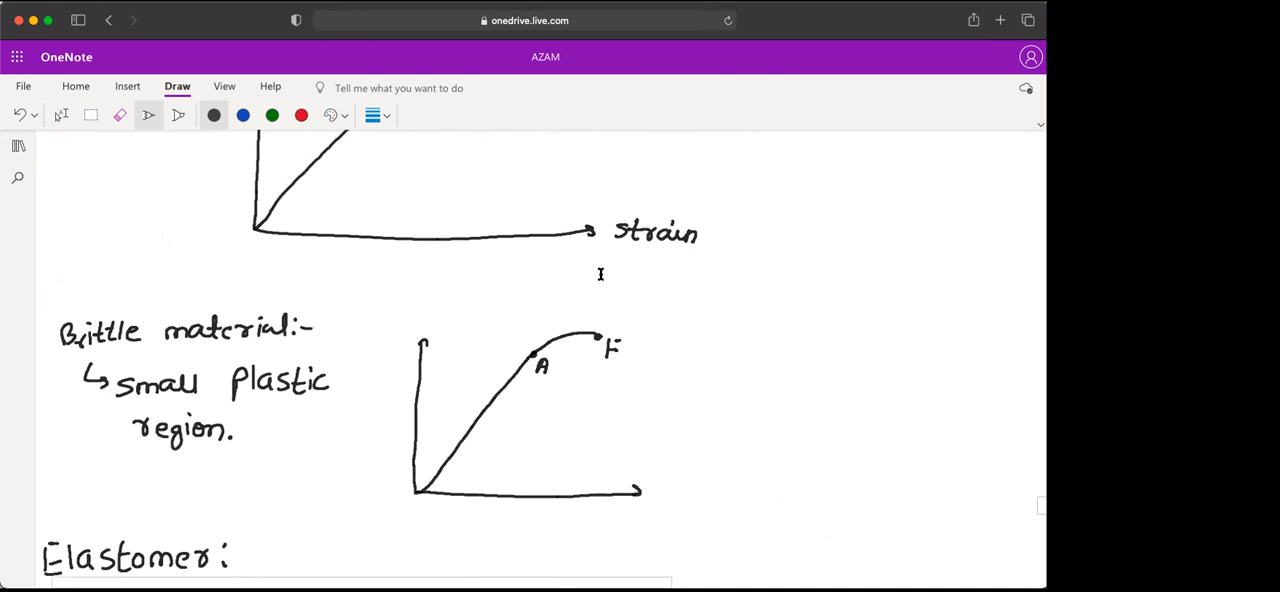 onedrive.live.com
OneNote
AZAM
File Home Insert Draw View Help Tell me what you want to do
strain
Brittle material:-
↳ small plastic
region.
A
F
Elastomer: